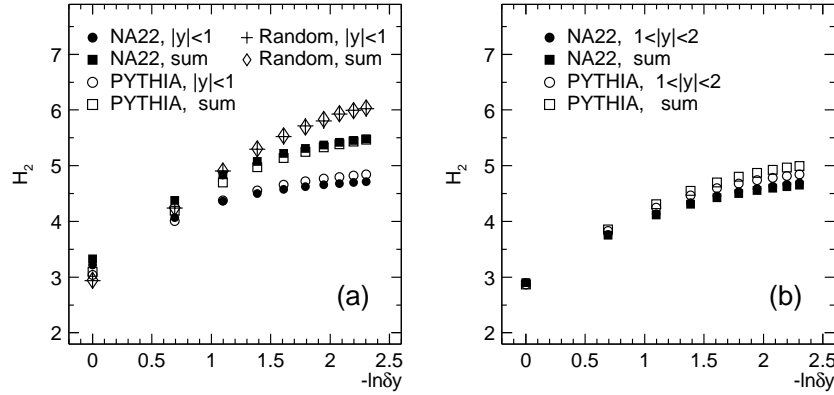 NA22, |y|<1
Random, |y|<1
NA22, sum
Random, sum
PYTHIA, |y|<1
PYTHIA, sum
H2
7
6
5
4
3
2
(a)
0 0.5 1 1.5 2 2.5
-lnδy
NA22, 1<|y|<2
NA22, sum
PYTHIA, 1<|y|<2
PYTHIA, sum
H2
7
6
5
4
3
2
(b)
0 0.5 1 1.5 2 2.5
-lnδy